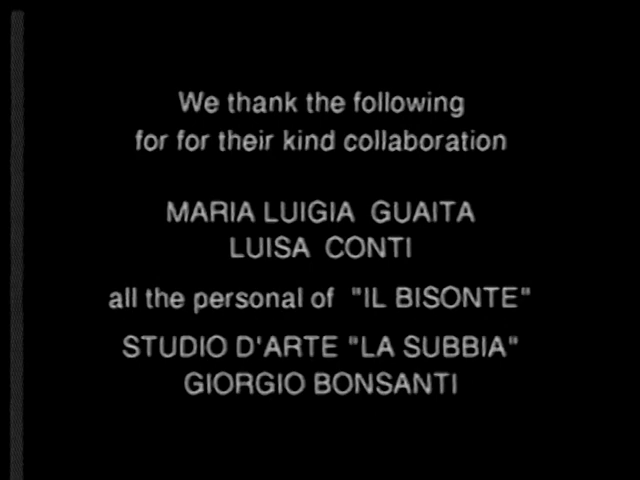 We thank the following
for for their kind collaboration
MARIA LUIGIA GUAITA
LUISA CONTI
all the personal of "IL BISONTE"
STUDIO D'ARTE "LA SUBBIA"
GIORGIO BONSANTI